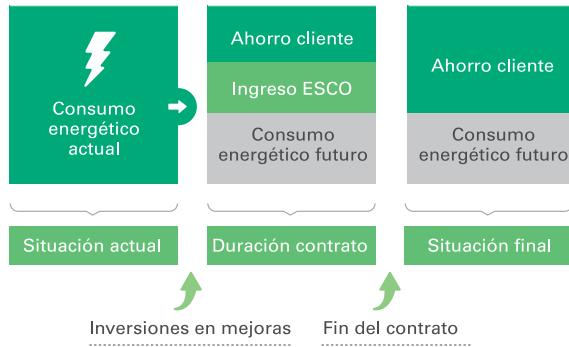 Consumo
energético
actual
Ahorro cliente
Ingreso ESCO
Consumo
energético futuro
Ahorro cliente
Consumo
energético futuro
Situación actual
Duración contrato
Situación final
Inversiones en mejoras
Fin del contrato